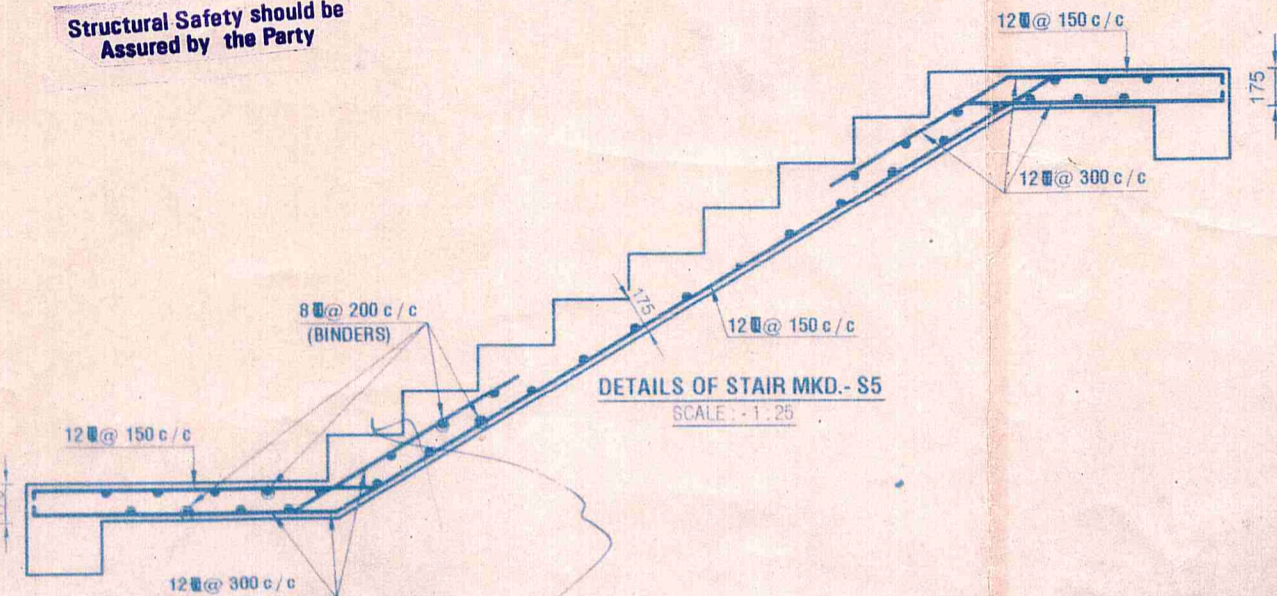 Structural Safety should be
Assured by the Party
12 @ 150 c/c
175
12 @ 300 c/c
8 @ 200 c/c
(BINDERS)
175
12 @ 150 c/c
DETAILS OF STAIR MKD.- S5
SCALE : - 1 : 25
12 @ 150 c/c
12 @ 300 c/c